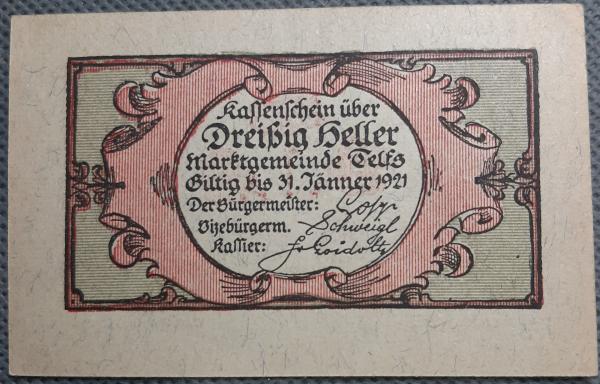 Kassenschein über
Dreißig Heller
Marktgemeinde Telfs
Giltig bis 31. Jänner 1921
Der Bürgermeister:
Vizebürgerm. Schweigl
Kassier: